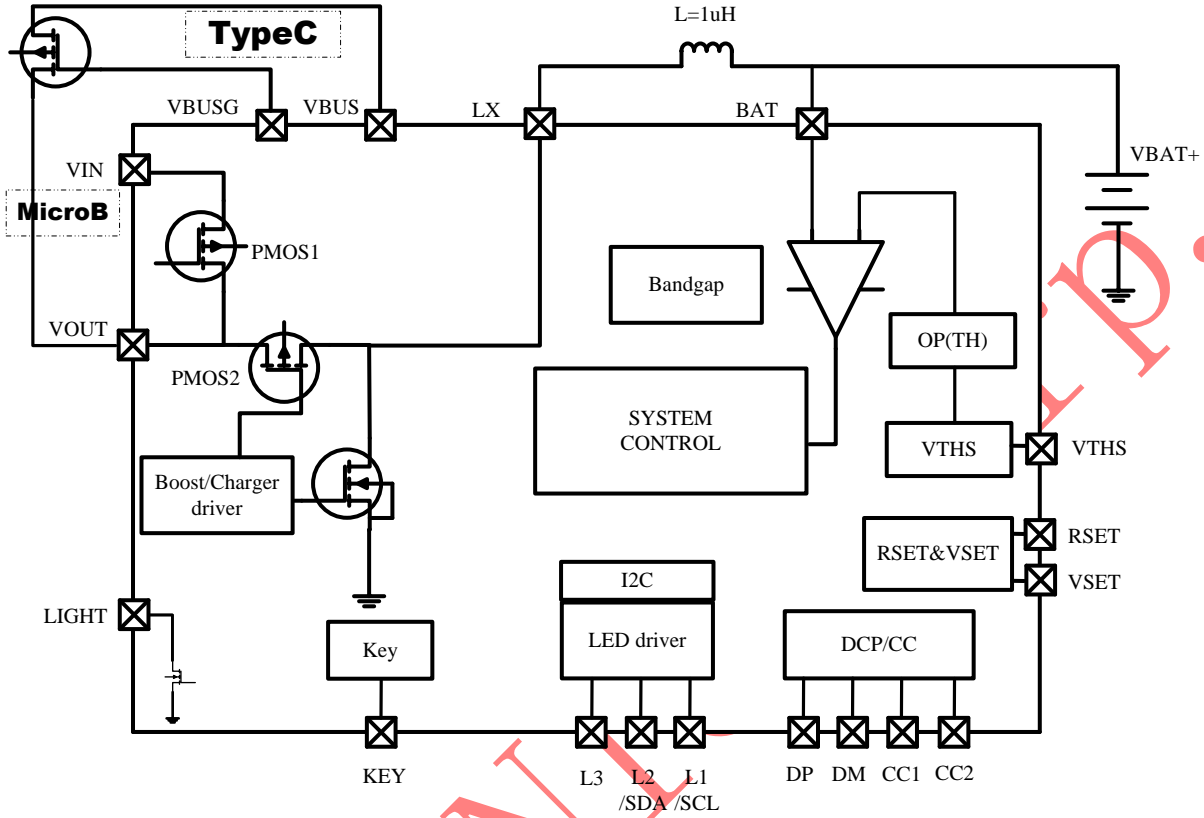 L=1uH
TypeC
VBUSG
VBUS
LX
BAT
VIN
VBAT+
MicroB
PMOS1
Bandgap
VOUT
OP(TH)
PMOS2
SYSTEM
CONTROL
VTHS
VTHS
Boost/Charger
driver
RSET&VSET
RSET
VSET
I2C
LIGHT
Key
LED driver
DCP/CC
KEY
L3
L2
/SDA
L1
/SCL
DP
DM
CC1
CC2